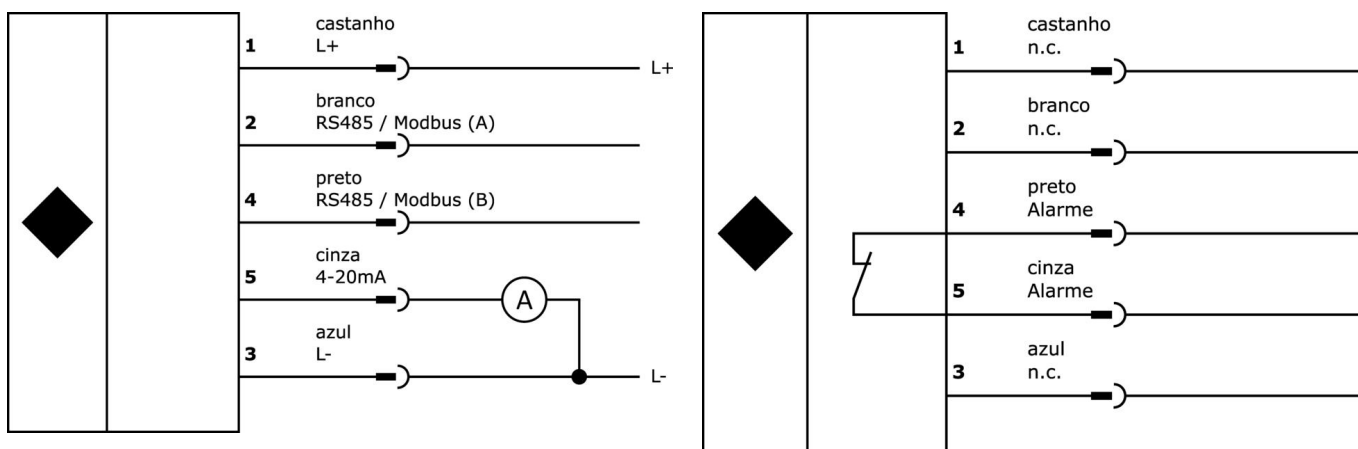 castanho
1 L+
L+
branco
2 RS485 / Modbus (A)
preto
4 RS485 / Modbus (B)
cinza
5 4-20mA
A
azul
3 L-
L-
castanho
1 n.c.
branco
2 n.c.
preto
4 Alarme
cinza
5 Alarme
azul
3 n.c.